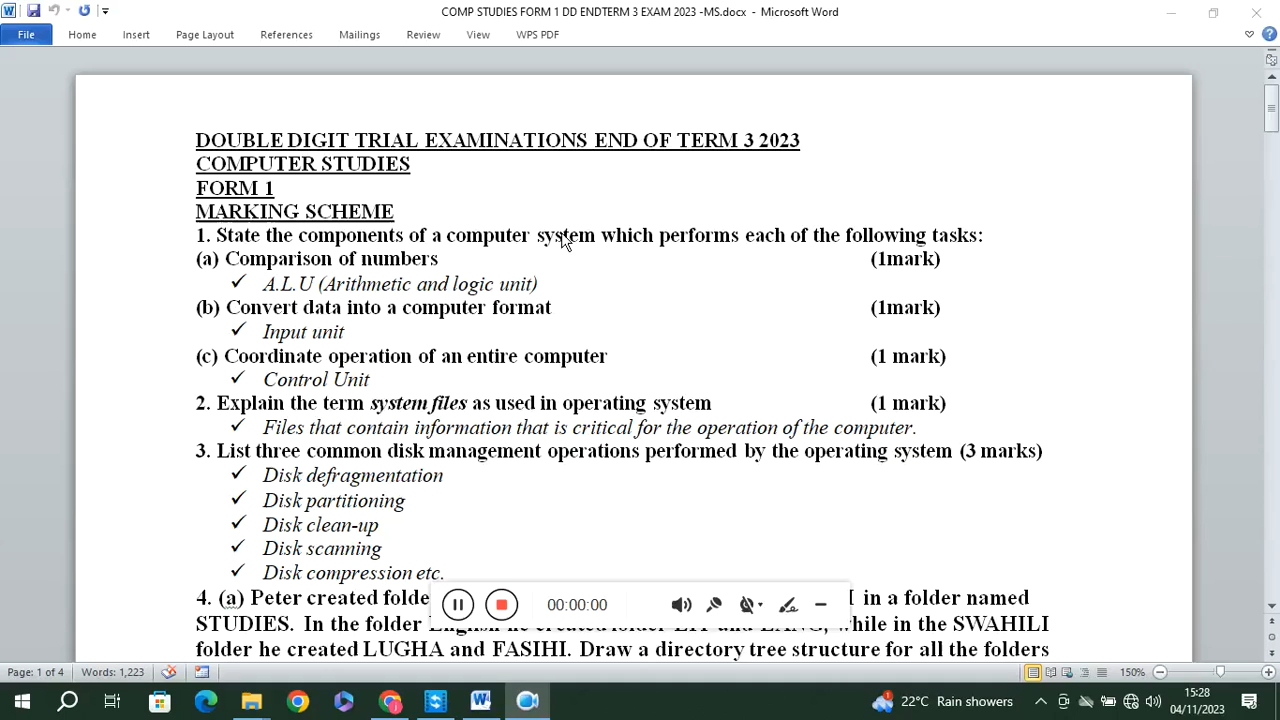 COMP STUDIES FORM 1 DD ENDTERM 3 EXAM 2023 -MS.docx - Microsoft Word
File Home Insert Page Layout References Mailings Review View WPS PDF
DOUBLE DIGIT TRIAL EXAMINATIONS END OF TERM 3 2023
COMPUTER STUDIES
FORM 1
MARKING SCHEME
1. State the components of a computer system which performs each of the following tasks:
(a) Comparison of numbers (1mark)
✓ A.L.U (Arithmetic and logic unit)
(b) Convert data into a computer format (1mark)
✓ Input unit
(c) Coordinate operation of an entire computer (1 mark)
✓ Control Unit
2. Explain the term system files as used in operating system (1 mark)
✓ Files that contain information that is critical for the operation of the computer.
3. List three common disk management operations performed by the operating system (3 marks)
✓ Disk defragmentation
✓ Disk partitioning
✓ Disk clean-up
✓ Disk scanning
✓ Disk compression etc.
4. (a) Peter created in a folder named
STUDIES. In the folder English he created while in the SWAHILI
folder he created LUGHA and FASIHI. Draw a directory tree structure for all the folders
00:00:00
Page: 1 of 4 Words: 1,223 150%
22°C Rain showers 15:28
04/11/2023